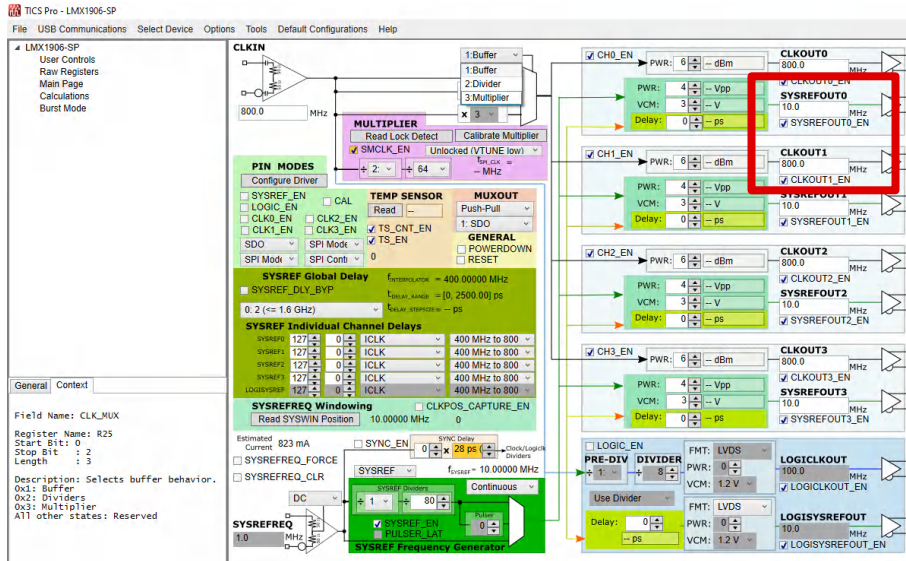 TICS Pro - LMX1906-SP
File USB Communications Select Device Options Tools Default Configurations Help
LMX1906-SP
User Controls
Raw Registers
Main Page
Calculations
Burst Mode
General Context
Field Name: CLK_MUX
Register Name: R25
Start Bit: 0
Stop Bit : 2
Length : 3
Description: Selects buffer behavior.
0x1: Buffer
0x2: Dividers
0x3: Multiplier
All other states: Reserved
CLKIN
800.0 MHz
1:Buffer
1:Buffer
2:Divider
3:Multiplier
x 3
MULTIPLIER
Read Lock Detect Calibrate Multiplier
SMCLK_EN Unlocked (VTUNE low)
÷ 2: ÷ 64 = -- MHz
PIN MODES
Configure Driver
SYSREF_EN CAL
LOGIC_EN
CLK0_EN CLK2_EN
CLK1_EN CLK3_EN
SDO SPI Mode
SPI Mode SPI Conti
TEMP SENSOR
Read --
TS_CNT_EN
TS_EN
0
MUXOUT
Push-Pull
1: SDO
GENERAL
POWERDOWN
RESET
SYSREF Global Delay fINTERPOLATOR = 400.00000 MHz
SYSREF_DLY_BYP tDELAY_RANGE = [0, 2500.00] ps
0: 2 (<= 1.6 GHz) tDELAY_STEPSIZE = -- ps
SYSREF Individual Channel Delays
SYSREF0 127 0 ICLK 400 MHz to 800
SYSREF1 127 0 ICLK 400 MHz to 800
SYSREF2 127 0 ICLK 400 MHz to 800
SYSREF3 127 0 ICLK 400 MHz to 800
LOGISYSREF 127 0 ICLK 400 MHz to 800
SYSREFREQ Windowing CLKPOS_CAPTURE_EN
Read SYSWIN Position 10.00000 MHz 0
Estimated Current 823 mA
SYNC_EN
SYNC Delay
0 x 28 ps (
Clock/Logiclk Dividers
SYSREFREQ_FORCE
SYSREFREQ_CLR
SYSREF fSYSREF = 10.00000 MHz
SYSREF Dividers Continuous
DC ÷ 1 ÷ 80
Pulser
0
SYSREFREQ
1.0 MHz
SYSREF_EN
PULSER_LAT
SYSREF Frequency Generator
CH0_EN PWR: 6 -- dBm
CLKOUT0
800.0 MHz
CLKOUT0_EN
PWR: 4 -- Vpp
VCM: 3 -- V
Delay: 0 -- ps
SYSREFOUT0
10.0 MHz
SYSREFOUT0_EN
CH1_EN PWR: 6 -- dBm
CLKOUT1
800.0 MHz
CLKOUT1_EN
PWR: 4 -- Vpp
VCM: 3 -- V
Delay: 0 -- ps
SYSREFOUT1
10.0 MHz
SYSREFOUT1_EN
CH2_EN PWR: 6 -- dBm
CLKOUT2
800.0 MHz
CLKOUT2_EN
PWR: 4 -- Vpp
VCM: 3 -- V
Delay: 0 -- ps
SYSREFOUT2
10.0 MHz
SYSREFOUT2_EN
CH3_EN PWR: 6 -- dBm
CLKOUT3
800.0 MHz
CLKOUT3_EN
PWR: 4 -- Vpp
VCM: 3 -- V
Delay: 0 -- ps
SYSREFOUT3
10.0 MHz
SYSREFOUT3_EN
LOGIC_EN
PRE-DIV DIVIDER
÷ 1: ÷ 8
FMT: LVDS
PWR: 0
VCM: 1.2 V
LOGICLKOUT
100.0 MHz
LOGICLKOUT_EN
Use Divider
Delay: 0
-- ps
FMT: LVDS
PWR: 0
VCM: 1.2 V
LOGISYSREFOUT
10.0 MHz
LOGISYSREFOUT_EN